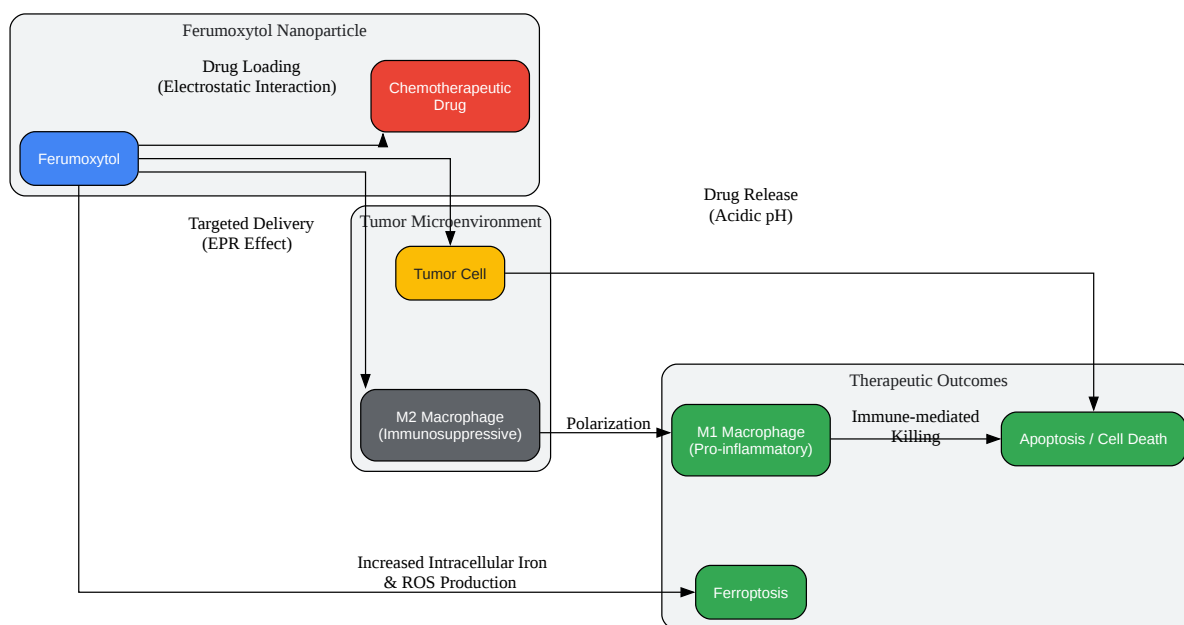 Ferumoxytol Nanoparticle
Drug Loading
(Electrostatic Interaction)
Chemotherapeutic
Drug
Ferumoxytol
Drug Release
(Acidic pH)
Targeted Delivery
(EPR Effect)
Tumor Microenvironment
Tumor Cell
Therapeutic Outcomes
M2 Macrophage
(Immunosuppressive)
Polarization
M1 Macrophage
(Pro-inflammatory)
Immune-mediated
Killing
Apoptosis / Cell Death
Increased Intracellular Iron
& ROS Production
Ferroptosis